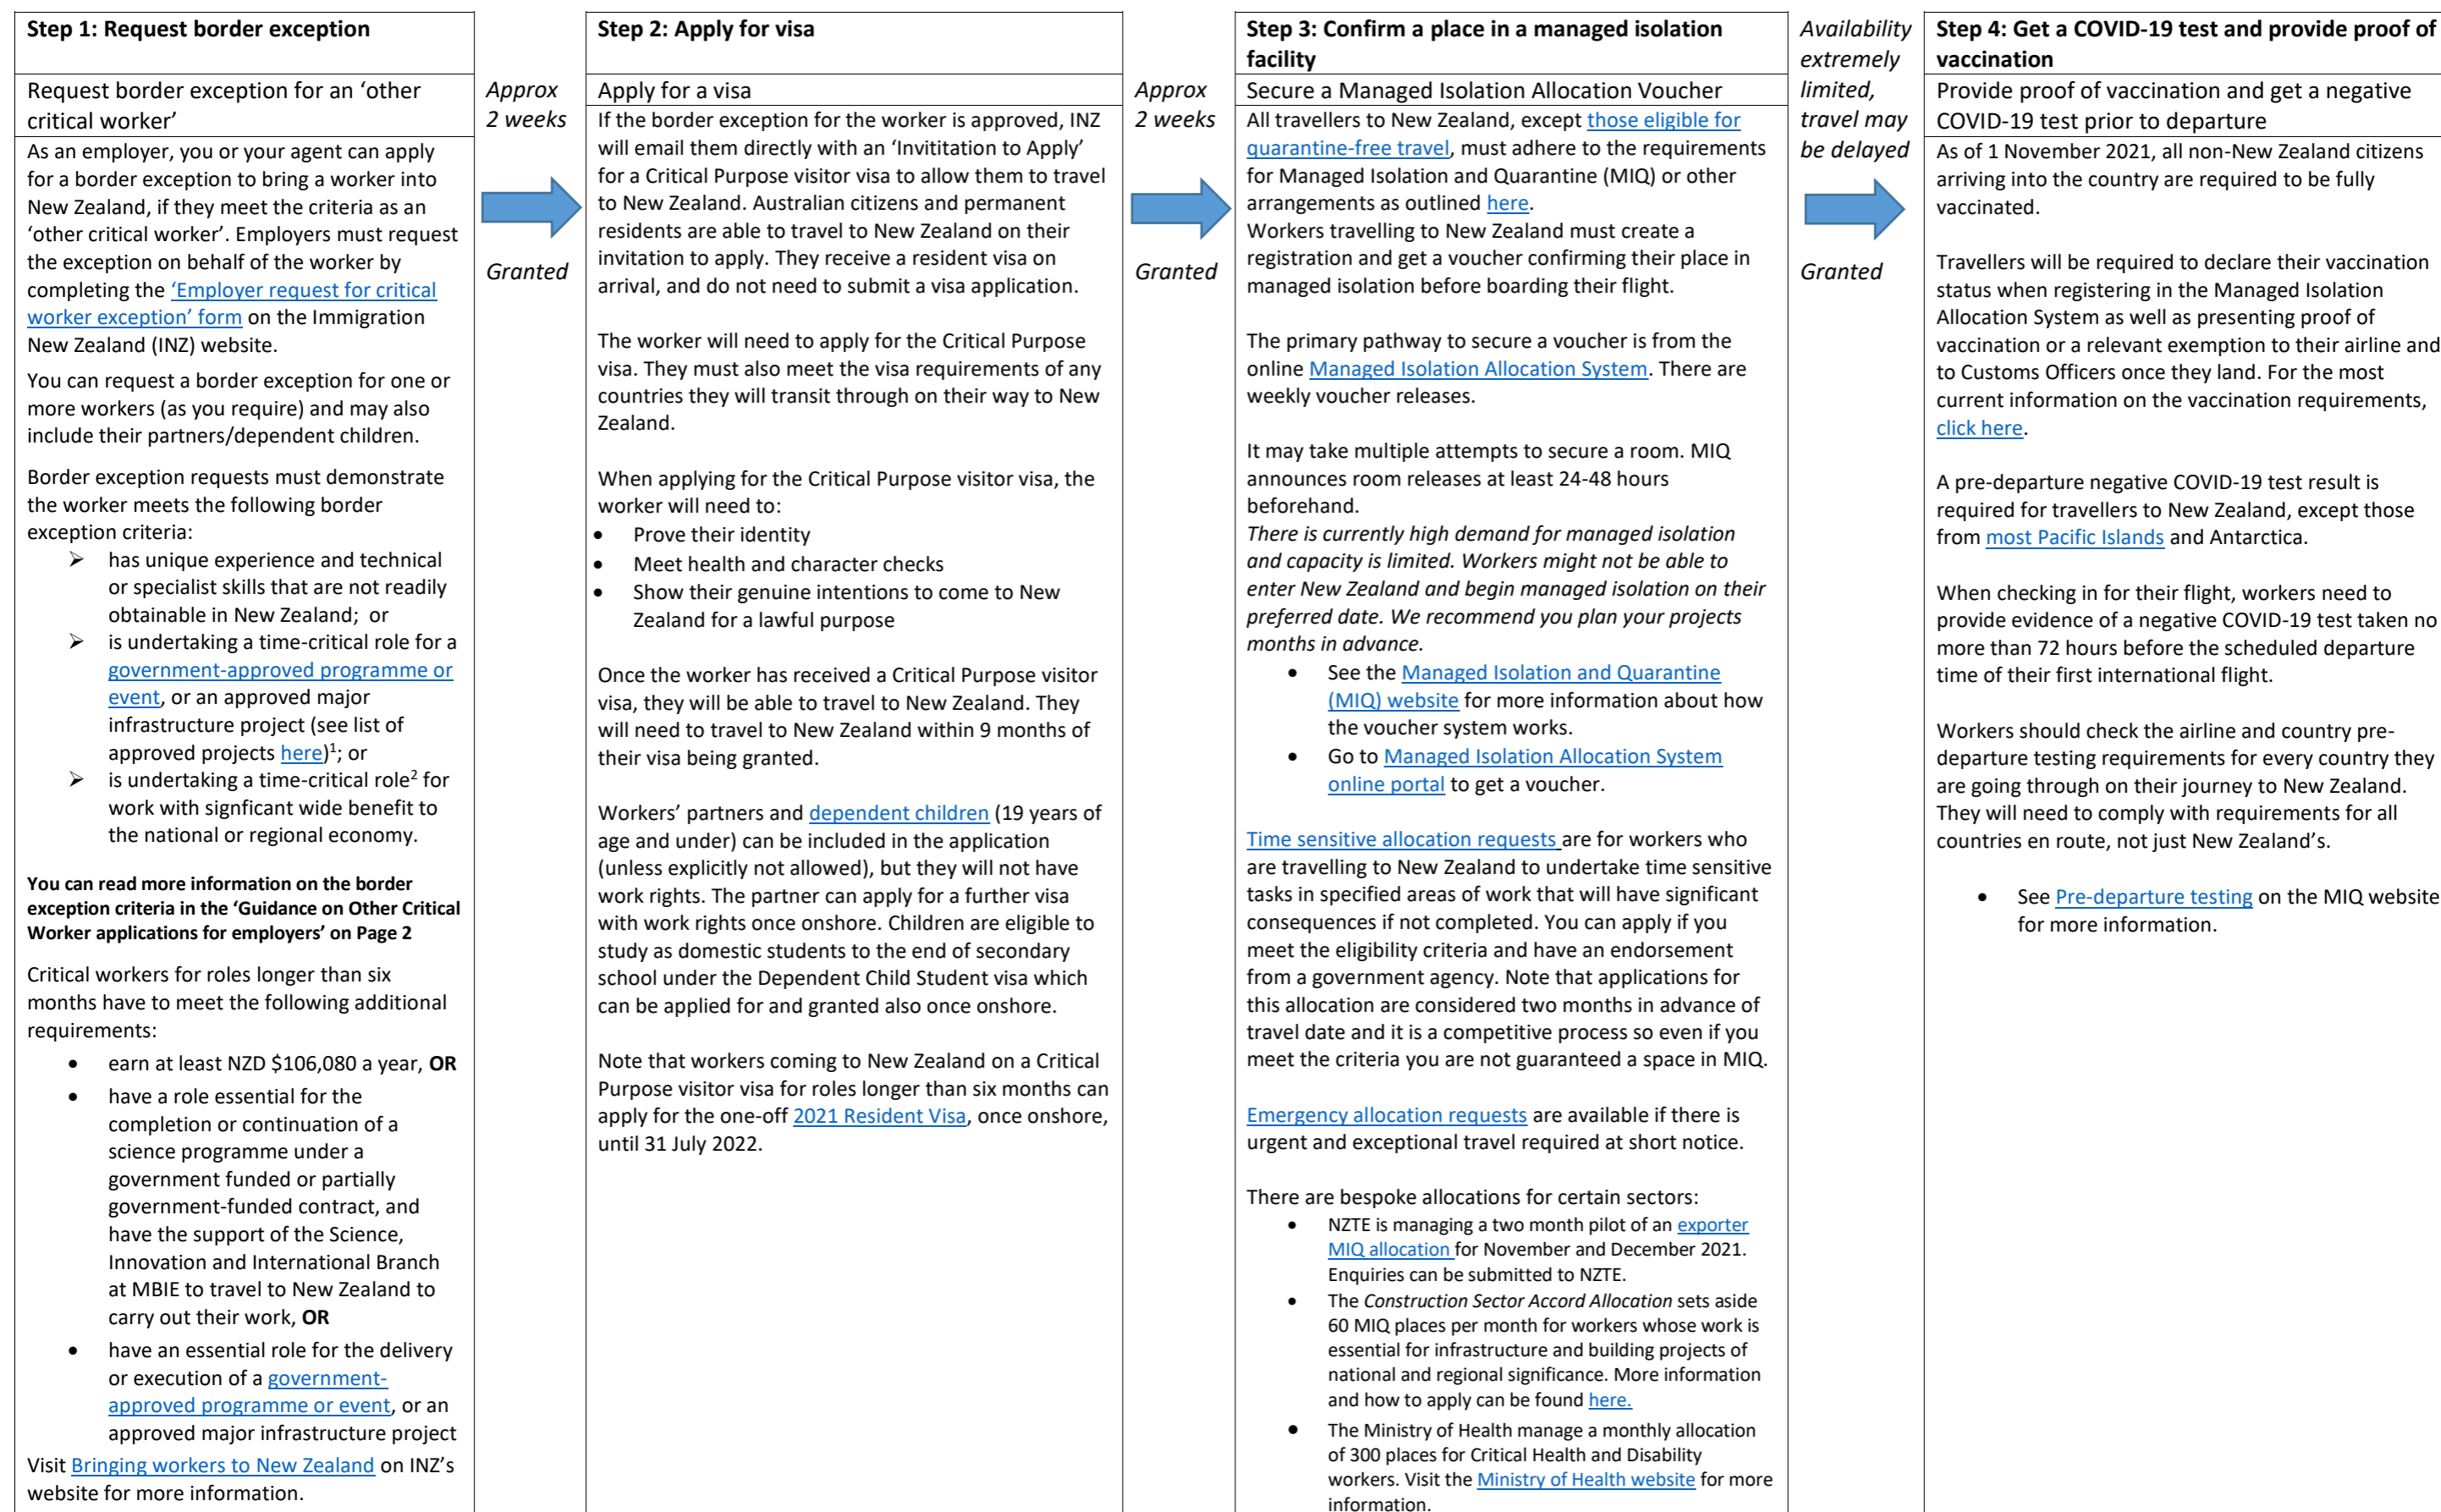 Step 1: Request border exception
Request border exception for an ‘other
critical worker’
As an employer, you or your agent can apply
for a border exception to bring a worker into
New Zealand, if they meet the criteria as an
‘other critical worker’. Employers must request
the exception on behalf of the worker by
completing the ‘Employer request for critical
worker exception’ form on the Immigration
New Zealand (INZ) website.
You can request a border exception for one or
more workers (as you require) and may also
include their partners/dependent children.
Border exception requests must demonstrate
the worker meets the following border
exception criteria:
➢ has unique experience and technical
or specialist skills that are not readily
obtainable in New Zealand; or
➢ is undertaking a time-critical role for a
government-approved programme or
event, or an approved major
infrastructure project (see list of
approved projects here)1; or
➢ is undertaking a time-critical role2 for
work with signficant wide benefit to
the national or regional economy.
You can read more information on the border
exception criteria in the ‘Guidance on Other Critical
Worker applications for employers’ on Page 2
Critical workers for roles longer than six
months have to meet the following additional
requirements:
• earn at least NZD $106,080 a year, OR
• have a role essential for the
completion or continuation of a
science programme under a
government funded or partially
government-funded contract, and
have the support of the Science,
Innovation and International Branch
at MBIE to travel to New Zealand to
carry out their work, OR
• have an essential role for the delivery
or execution of a government-
approved programme or event, or an
approved major infrastructure project
Visit Bringing workers to New Zealand on INZ’s
website for more information.
Approx
2 weeks
Granted
Step 2: Apply for visa
Apply for a visa
If the border exception for the worker is approved, INZ
will email them directly with an ‘Invititation to Apply’
for a Critical Purpose visitor visa to allow them to travel
to New Zealand. Australian citizens and permanent
residents are able to travel to New Zealand on their
invitation to apply. They receive a resident visa on
arrival, and do not need to submit a visa application.
The worker will need to apply for the Critical Purpose
visa. They must also meet the visa requirements of any
countries they will transit through on their way to New
Zealand.
When applying for the Critical Purpose visitor visa, the
worker will need to:
• Prove their identity
• Meet health and character checks
• Show their genuine intentions to come to New
Zealand for a lawful purpose
Once the worker has received a Critical Purpose visitor
visa, they will be able to travel to New Zealand. They
will need to travel to New Zealand within 9 months of
their visa being granted.
Workers’ partners and dependent children (19 years of
age and under) can be included in the application
(unless explicitly not allowed), but they will not have
work rights. The partner can apply for a further visa
with work rights once onshore. Children are eligible to
study as domestic students to the end of secondary
school under the Dependent Child Student visa which
can be applied for and granted also once onshore.
Note that workers coming to New Zealand on a Critical
Purpose visitor visa for roles longer than six months can
apply for the one-off 2021 Resident Visa, once onshore,
until 31 July 2022.
Approx
2 weeks
Granted
Step 3: Confirm a place in a managed isolation
facility
Secure a Managed Isolation Allocation Voucher
All travellers to New Zealand, except those eligible for
quarantine-free travel, must adhere to the requirements
for Managed Isolation and Quarantine (MIQ) or other
arrangements as outlined here.
Workers travelling to New Zealand must create a
registration and get a voucher confirming their place in
managed isolation before boarding their flight.
The primary pathway to secure a voucher is from the
online Managed Isolation Allocation System. There are
weekly voucher releases.
It may take multiple attempts to secure a room. MIQ
announces room releases at least 24-48 hours
beforehand.
There is currently high demand for managed isolation
and capacity is limited. Workers might not be able to
enter New Zealand and begin managed isolation on their
preferred date. We recommend you plan your projects
months in advance.
• See the Managed Isolation and Quarantine
(MIQ) website for more information about how
the voucher system works.
• Go to Managed Isolation Allocation System
online portal to get a voucher.
Time sensitive allocation requests are for workers who
are travelling to New Zealand to undertake time sensitive
tasks in specified areas of work that will have significant
consequences if not completed. You can apply if you
meet the eligibility criteria and have an endorsement
from a government agency. Note that applications for
this allocation are considered two months in advance of
travel date and it is a competitive process so even if you
meet the criteria you are not guaranteed a space in MIQ.
Emergency allocation requests are available if there is
urgent and exceptional travel required at short notice.
There are bespoke allocations for certain sectors:
• NZTE is managing a two month pilot of an exporter
MIQ allocation for November and December 2021.
Enquiries can be submitted to NZTE.
• The Construction Sector Accord Allocation sets aside
60 MIQ places per month for workers whose work is
essential for infrastructure and building projects of
national and regional significance. More information
and how to apply can be found here.
• The Ministry of Health manage a monthly allocation
of 300 places for Critical Health and Disability
workers. Visit the Ministry of Health website for more
information.
Availability
extremely
limited,
travel may
be delayed
Granted
Step 4: Get a COVID-19 test and provide proof of
vaccination
Provide proof of vaccination and get a negative
COVID-19 test prior to departure
As of 1 November 2021, all non-New Zealand citizens
arriving into the country are required to be fully
vaccinated.
Travellers will be required to declare their vaccination
status when registering in the Managed Isolation
Allocation System as well as presenting proof of
vaccination or a relevant exemption to their airline and
to Customs Officers once they land. For the most
current information on the vaccination requirements,
click here.
A pre-departure negative COVID-19 test result is
required for travellers to New Zealand, except those
from most Pacific Islands and Antarctica.
When checking in for their flight, workers need to
provide evidence of a negative COVID-19 test taken no
more than 72 hours before the scheduled departure
time of their first international flight.
Workers should check the airline and country pre-
departure testing requirements for every country they
are going through on their journey to New Zealand.
They will need to comply with requirements for all
countries en route, not just New Zealand’s.
• See Pre-departure testing on the MIQ website
for more information.